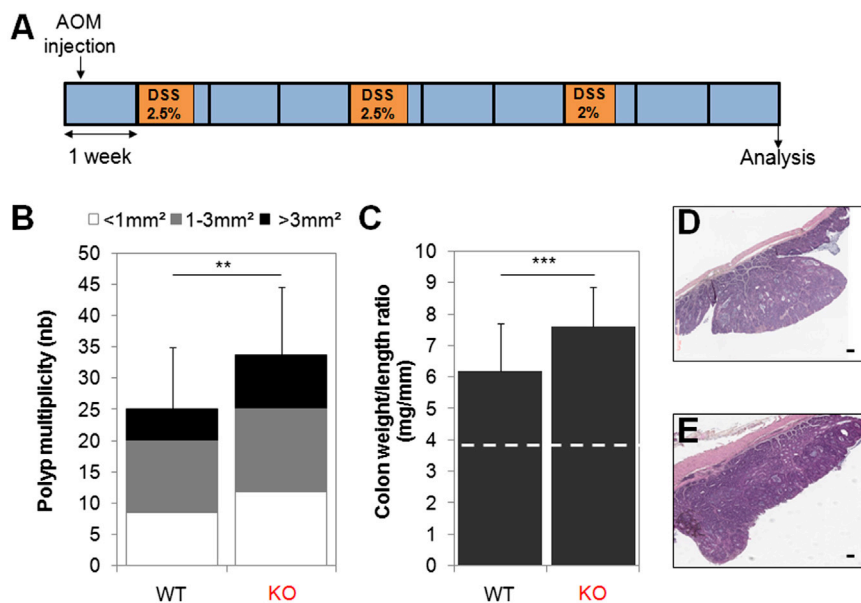 A
AOM
injection
DSS
2.5%
DSS
2.5%
DSS
2%
1 week
Analysis
B
<1mm² 1-3mm² >3mm²
Polyp multiplicity (nb)
50
45
40
35
30
25
20
15
10
5
0
**
WT KO
C
Colon weight/length ratio
(mg/mm)
10
9
8
7
6
5
4
3
2
1
0
***
WT KO
D
E